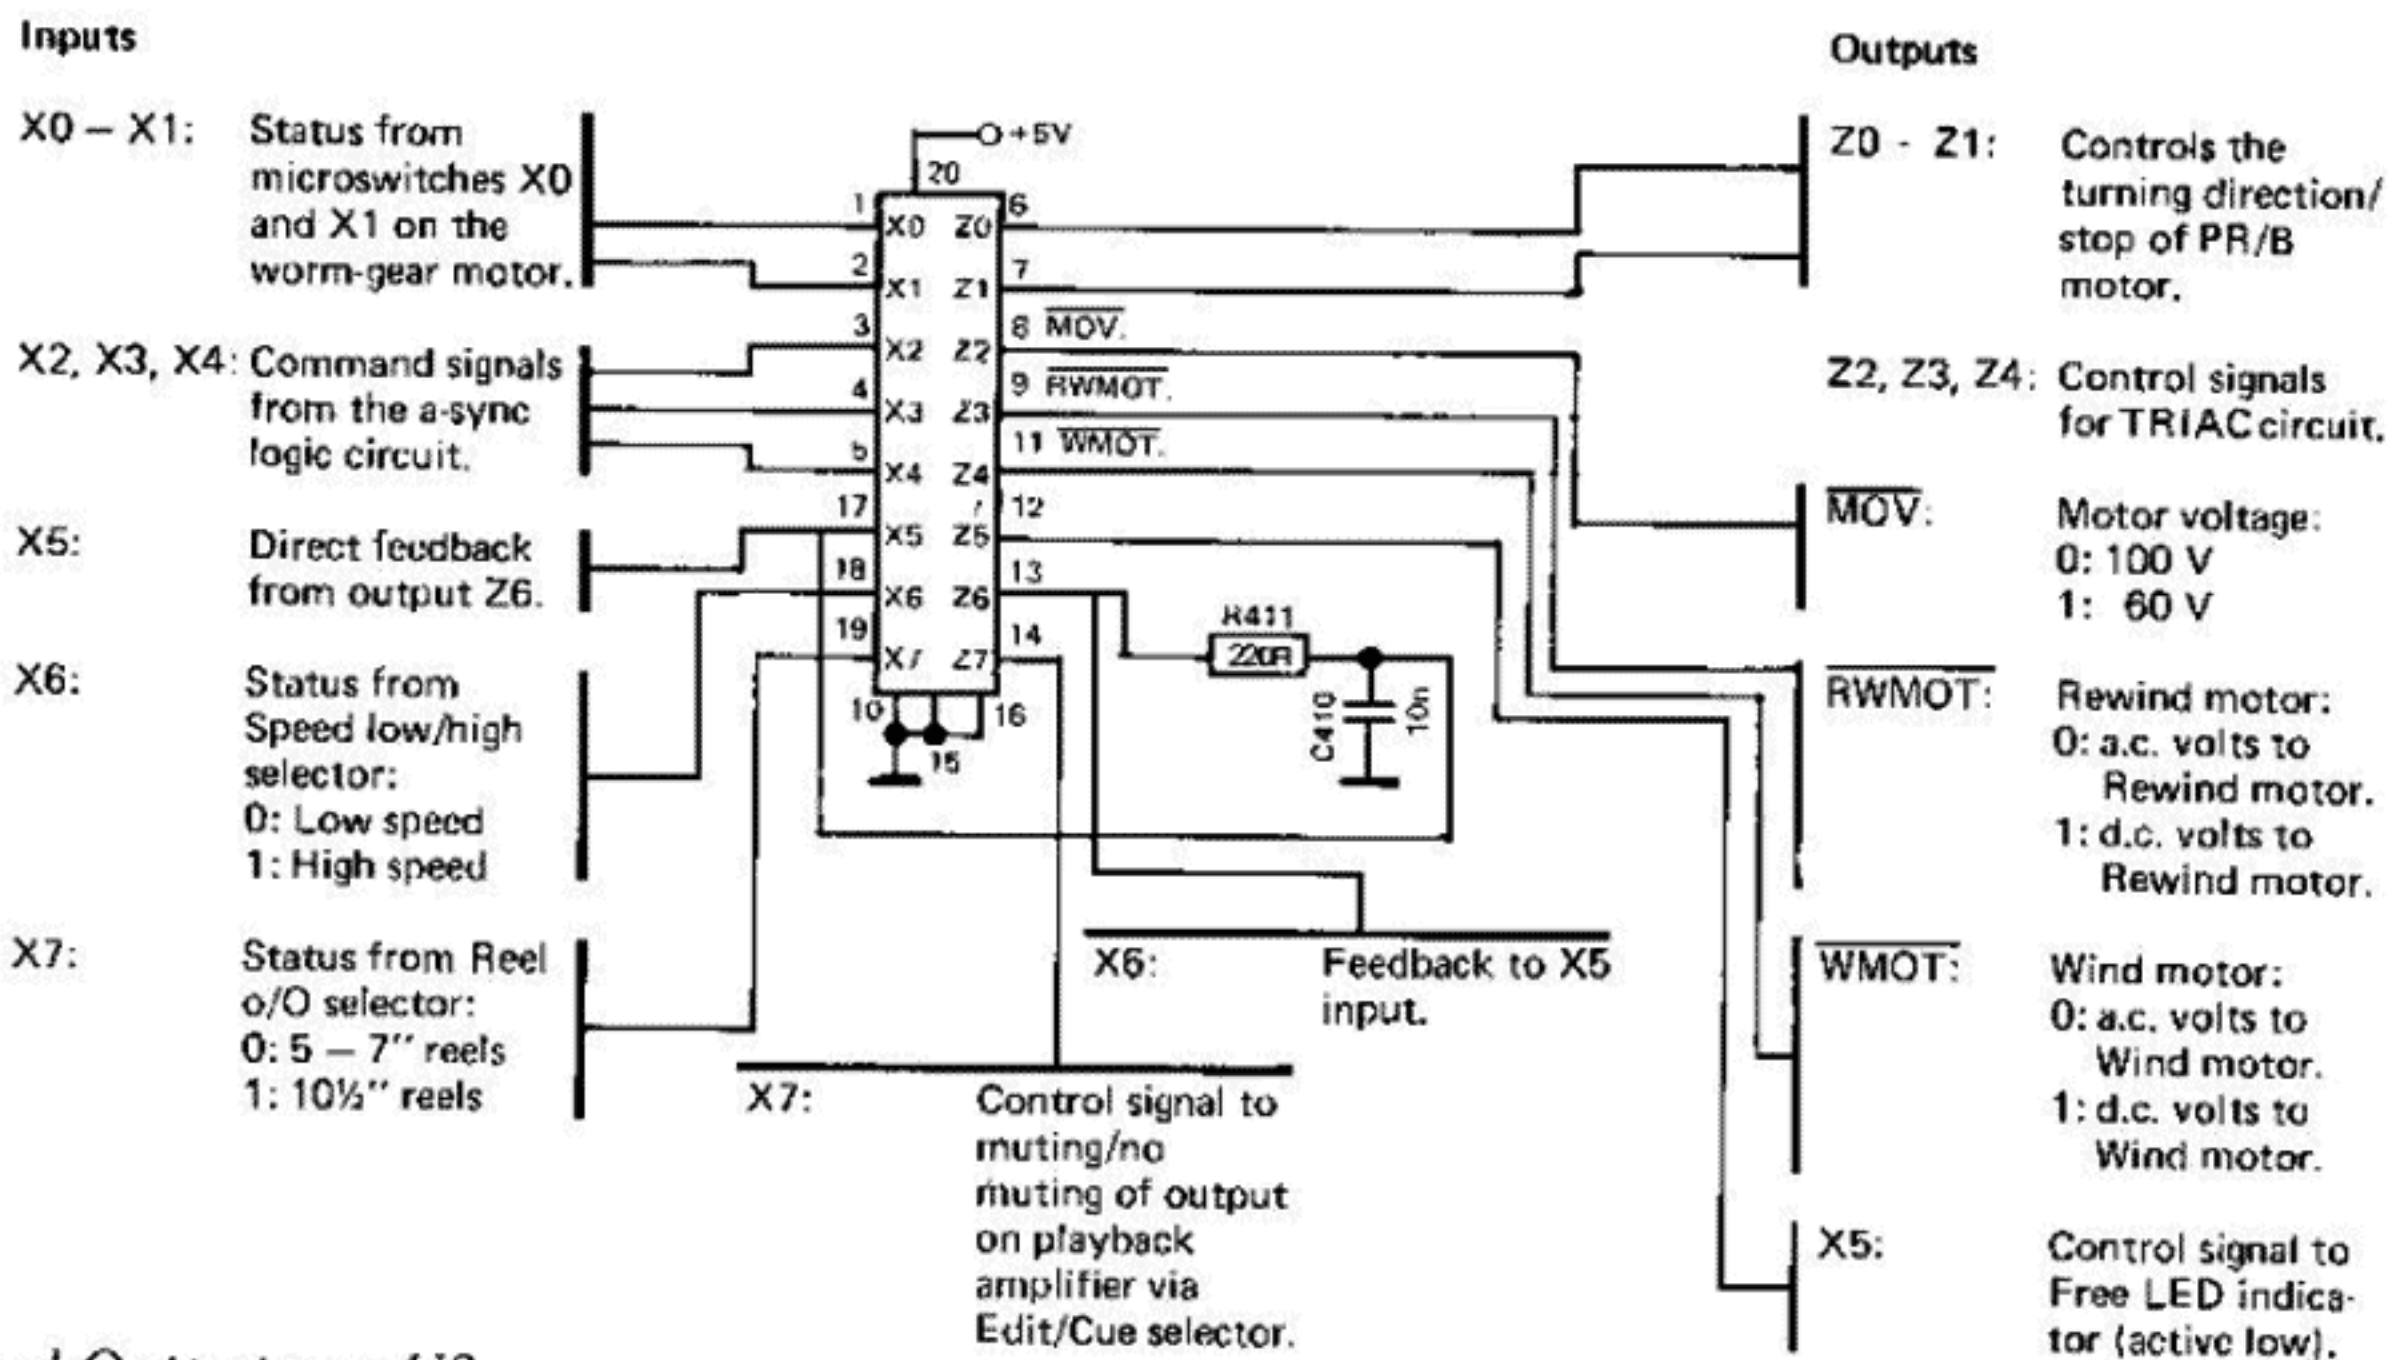 Inputs
X0 – X1: Status from
microswitches X0
and X1 on the
worm-gear motor.
X2, X3, X4: Command signals
from the a-sync
logic circuit.
X5: Direct feedback
from output Z6.
X6: Status from
Speed low/high
selector:
0: Low speed
1: High speed
X7: Status from Reel
o/O selector:
0: 5 – 7" reels
1: 10½" reels
+5V
20
1 X0 Z0 6
2 X1 Z1 7
3 X2 Z2 8 MOV.
4 X3 Z3 9 RWMOT.
5 X4 Z4 11 WMOT.
17 X5 Z5 12
18 X6 Z6 13
19 X7 Z7 14
10 15 16
R411
220R
C410
10n
X6: Feedback to X5
input.
X7: Control signal to
muting/no
muting of output
on playback
amplifier via
Edit/Cue selector.
Outputs
Z0 - Z1: Controls the
turning direction/
stop of PR/B
motor.
Z2, Z3, Z4: Control signals
for TRIAC circuit.
MOV: Motor voltage:
0: 100 V
1: 60 V
RWMOT: Rewind motor:
0: a.c. volts to
Rewind motor.
1: d.c. volts to
Rewind motor.
WMOT: Wind motor:
0: a.c. volts to
Wind motor.
1: d.c. volts to
Wind motor.
X5: Control signal to
Free LED indica-
tor (active low).